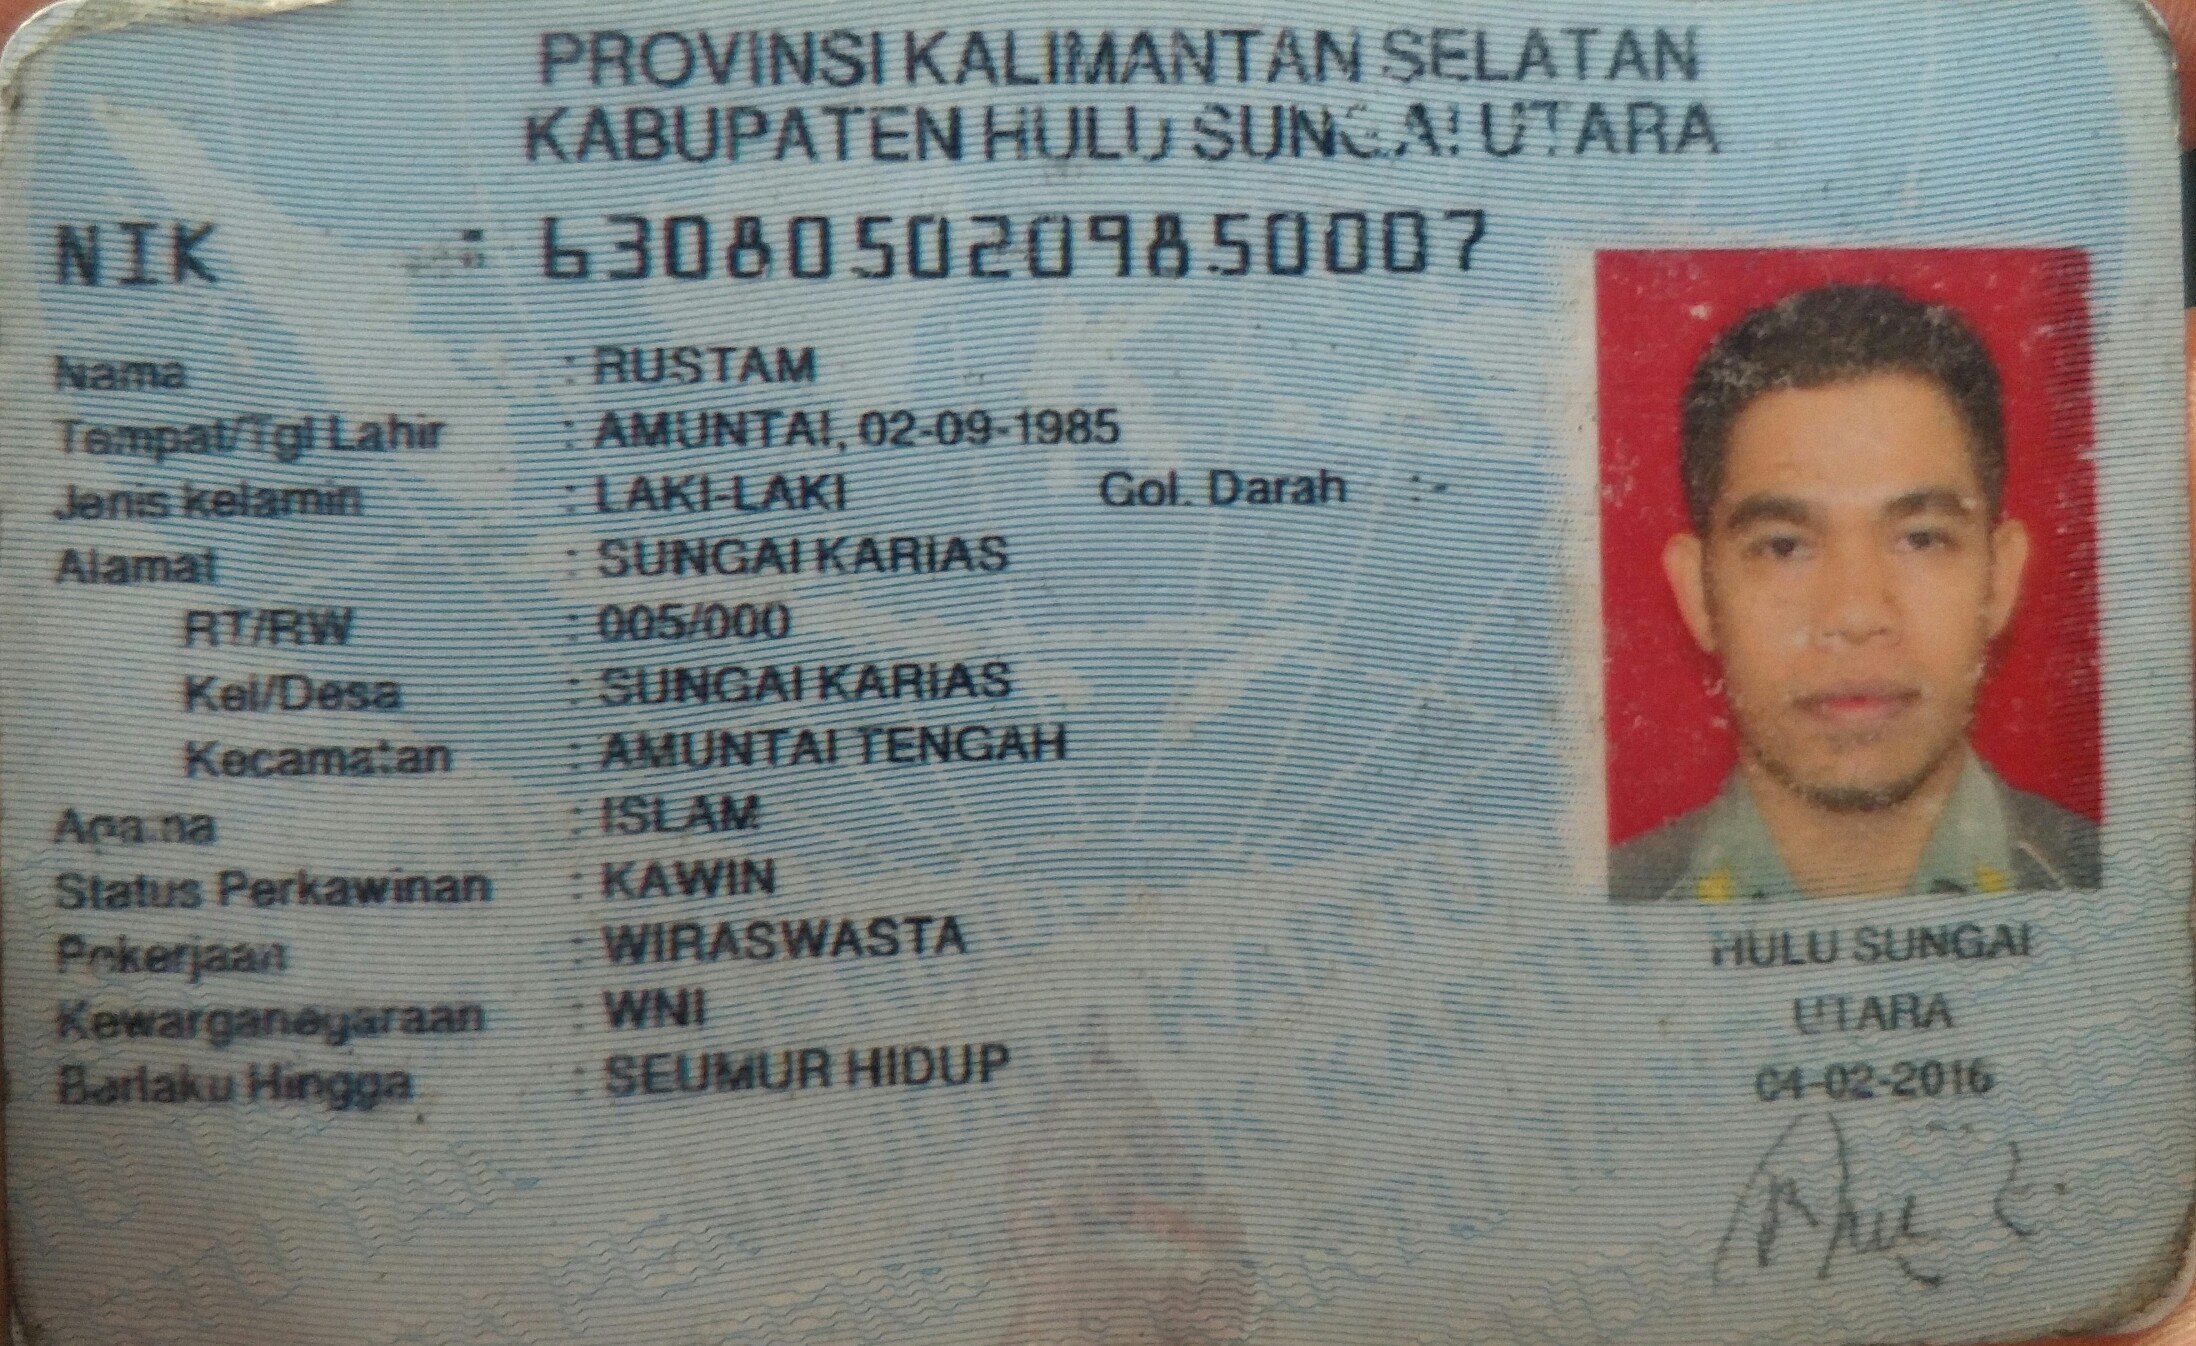 PROVINSI KALIMANTAN SELATAN
KABUPATEN HULU SUNGAI UTARA
NIK : 6308050209850007
Nama : RUSTAM
Tempat/Tgl Lahir : AMUNTAI, 02-09-1985
Jenis kelamin : LAKI-LAKI Gol. Darah : -
Alamat : SUNGAI KARIAS
RT/RW : 005/000
Kel/Desa : SUNGAI KARIAS
Kecamatan : AMUNTAI TENGAH
Agama : ISLAM
Status Perkawinan : KAWIN
Pekerjaan : WIRASWASTA
Kewarganegaraan : WNI
Berlaku Hingga : SEUMUR HIDUP
HULU SUNGAI
UTARA
04-02-2016